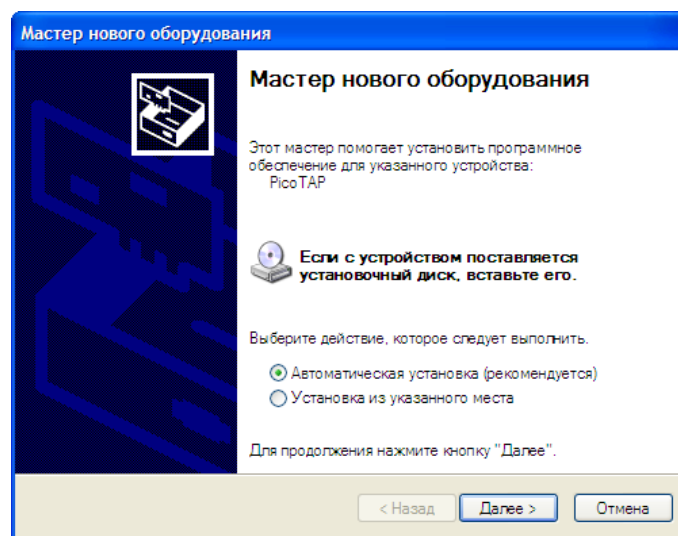 Мастер нового оборудования
Мастер нового оборудования
Этот мастер помогает установить программное
обеспечение для указанного устройства:
PicoTAP
Если с устройством поставляется
установочный диск, вставьте его.
Выберите действие, которое следует выполнить.
Автоматическая установка (рекомендуется)
Установка из указанного места
Для продолжения нажмите кнопку "Далее".
< Назад Далее > Отмена